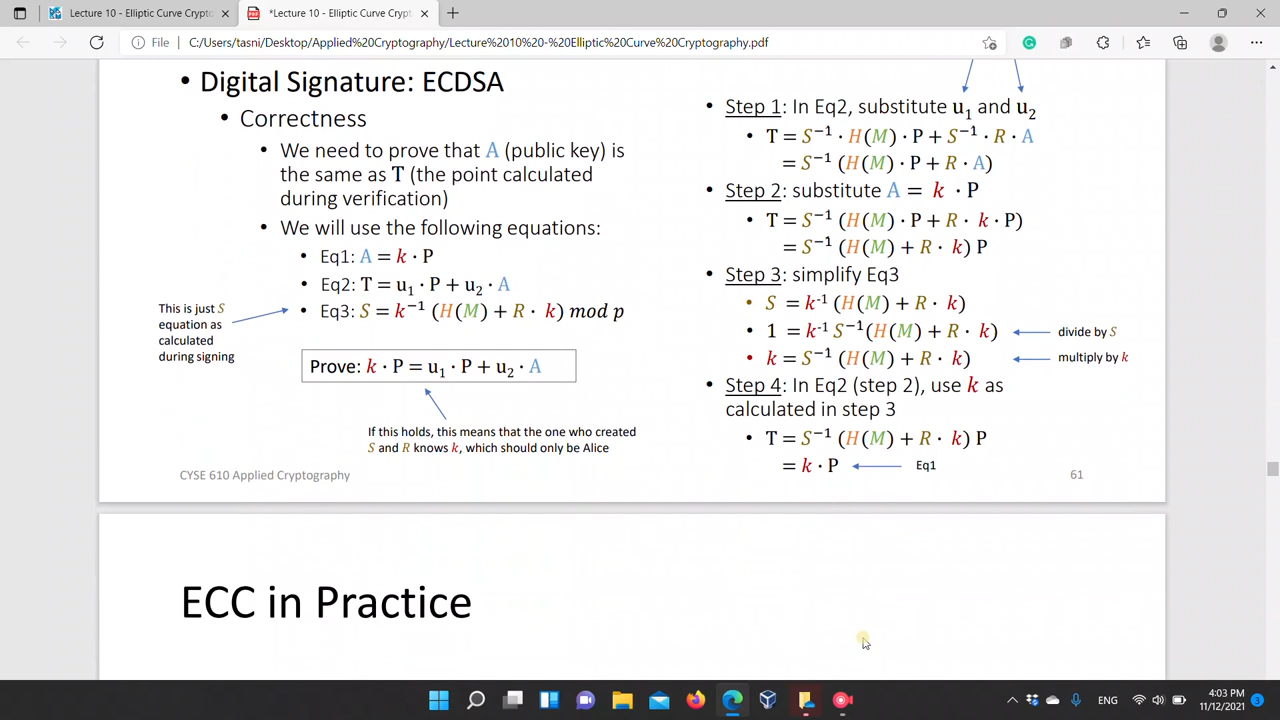 Lecture 10 - Elliptic Curve Crypto
*Lecture 10 - Elliptic Curve Crypt
File
C:/Users/tasni/Desktop/Applied%20Cryptography/Lecture%2010%20-%20Elliptic%20Curve%20Cryptography.pdf
• Digital Signature: ECDSA
• Correctness
• We need to prove that A (public key) is
the same as T (the point calculated
during verification)
• We will use the following equations:
• Eq1: A = k · P
• Eq2: T = u₁ · P + u₂ · A
• Eq3: S = k⁻¹ (H(M) + R · k) mod p
This is just S
equation as
calculated
during signing
Prove: k · P = u₁ · P + u₂ · A
If this holds, this means that the one who created
S and R knows k, which should only be Alice
CYSE 610 Applied Cryptography
• Step 1: In Eq2, substitute u₁ and u₂
• T = S⁻¹ · H(M) · P + S⁻¹ · R · A
= S⁻¹ (H(M) · P + R · A)
• Step 2: substitute A = k · P
• T = S⁻¹ (H(M) · P + R · k · P)
= S⁻¹ (H(M) + R · k) P
• Step 3: simplify Eq3
• S = k⁻¹ (H(M) + R · k)
• 1 = k⁻¹ S⁻¹(H(M) + R · k)
divide by S
• k = S⁻¹ (H(M) + R · k)
multiply by k
• Step 4: In Eq2 (step 2), use k as
calculated in step 3
• T = S⁻¹ (H(M) + R · k) P
= k · P
Eq1
61
ECC in Practice
ENG
4:03 PM
11/12/2021
3